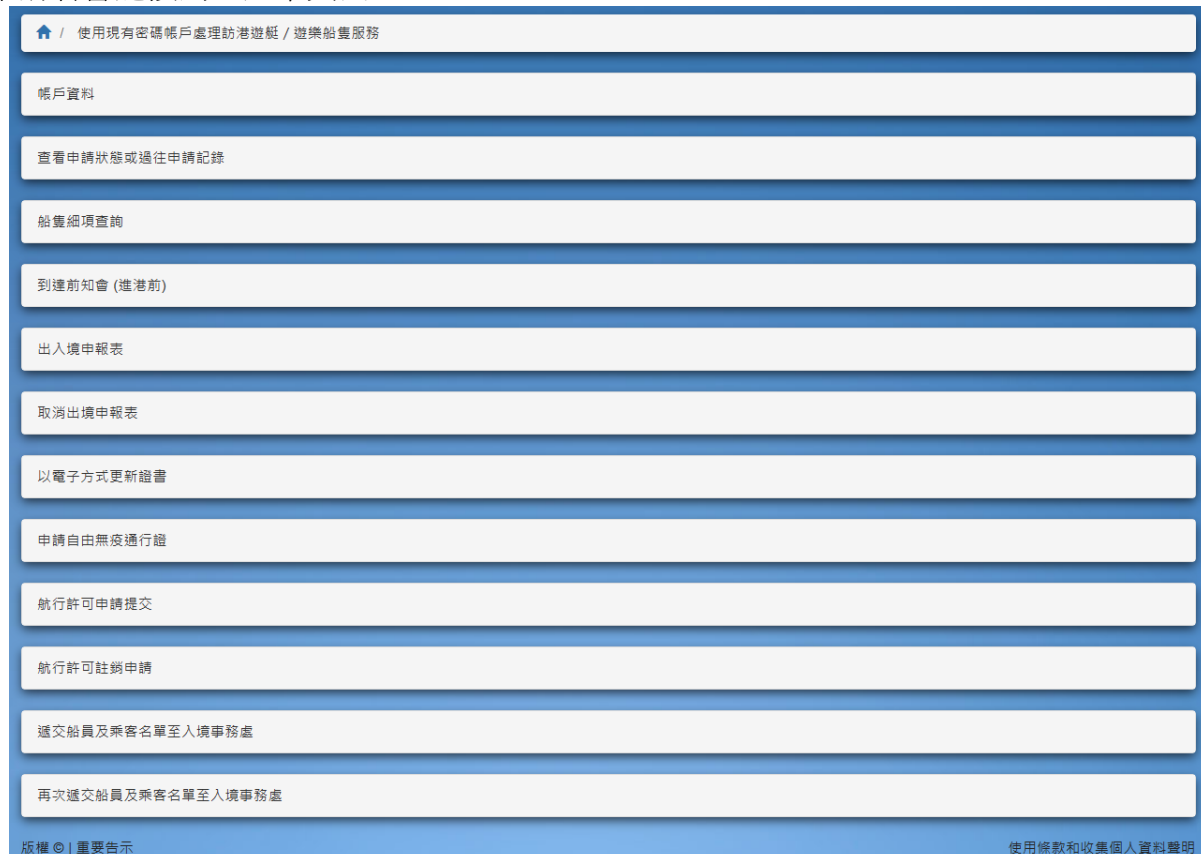 / 使用現有密碼帳戶處理訪港遊艇 / 遊樂船隻服務
帳戶資料
查看申請狀態或過往申請記錄
船隻細項查詢
到達前知會 (進港前)
出入境申報表
取消出境申報表
以電子方式更新證書
申請自由無疫通行證
航行許可申請提交
航行許可註銷申請
遞交船員及乘客名單至入境事務處
再次遞交船員及乘客名單至入境事務處
版權 © | 重要告示
使用條款和收集個人資料聲明